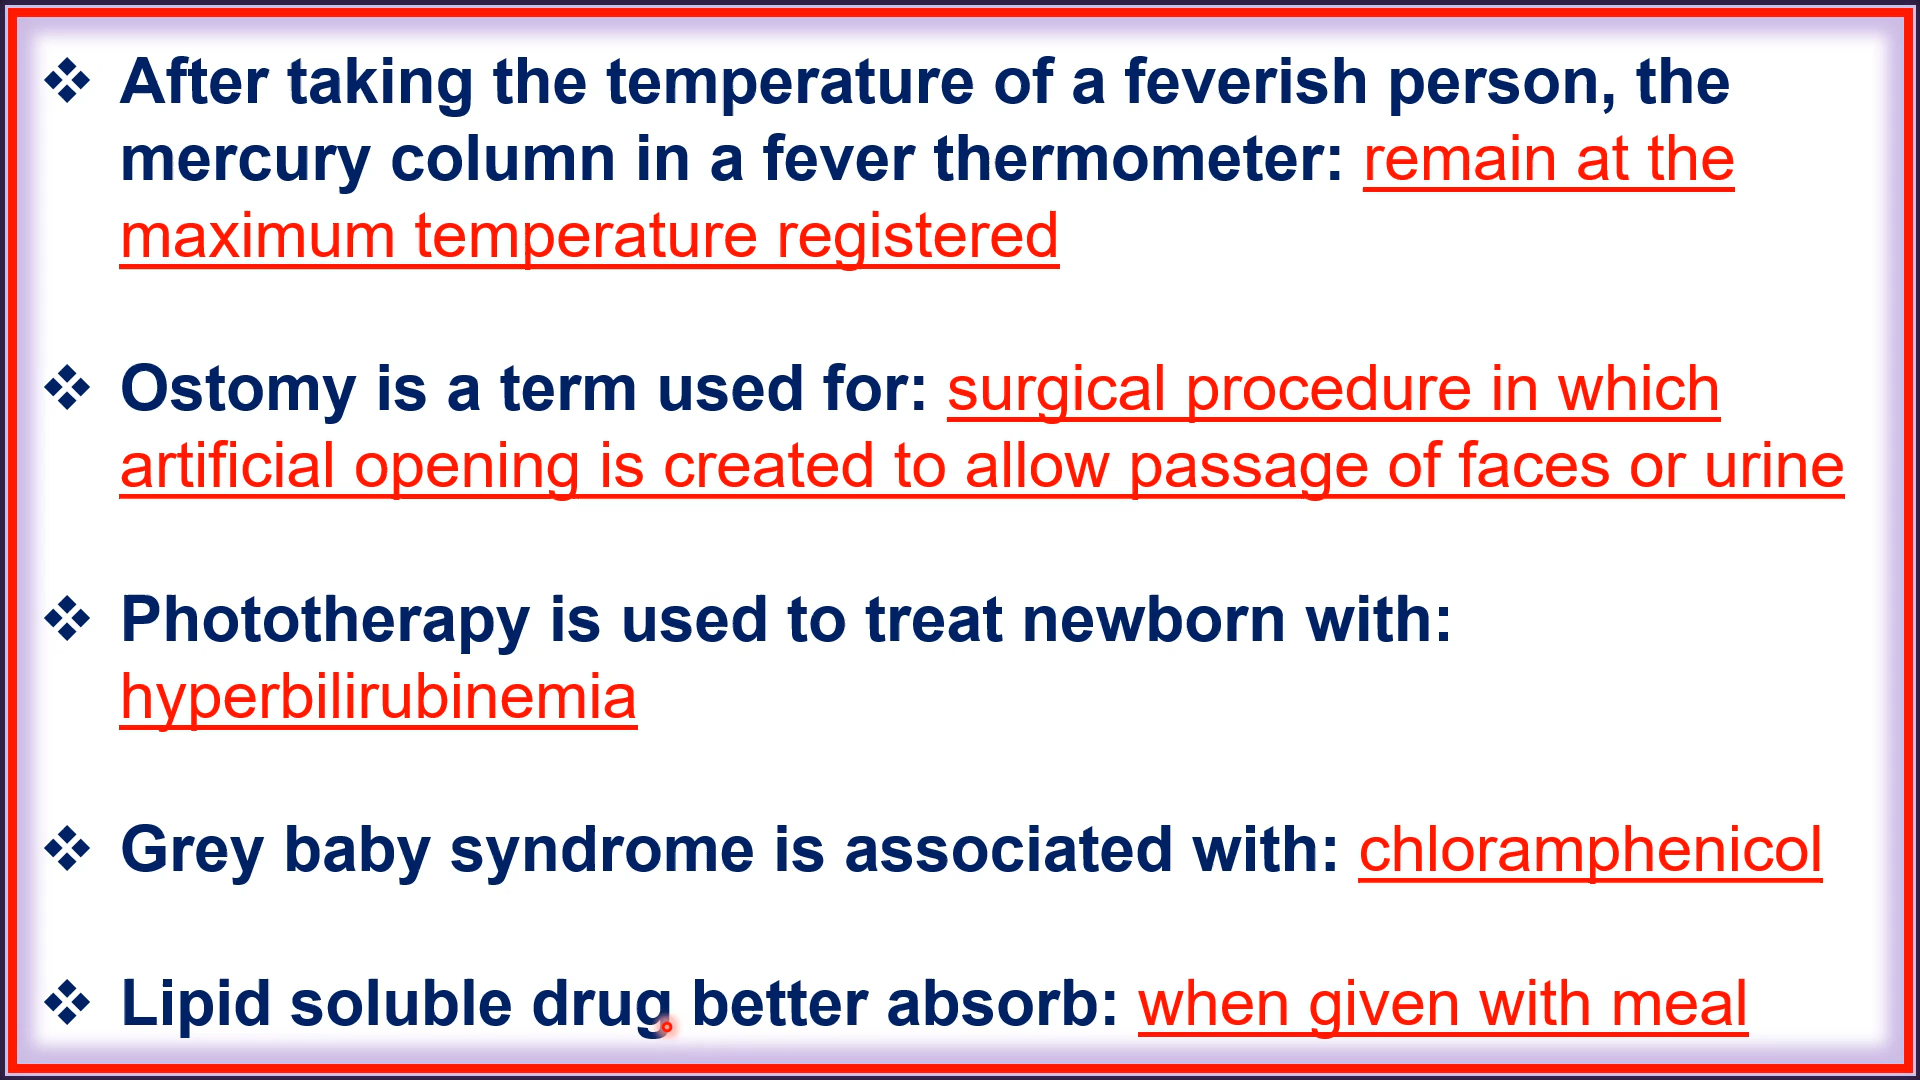 ❖ After taking the temperature of a feverish person, the
mercury column in a fever thermometer: remain at the
maximum temperature registered
❖ Ostomy is a term used for: surgical procedure in which
artificial opening is created to allow passage of faces or urine
❖ Phototherapy is used to treat newborn with:
hyperbilirubinemia
❖ Grey baby syndrome is associated with: chloramphenicol
❖ Lipid soluble drug better absorb: when given with meal